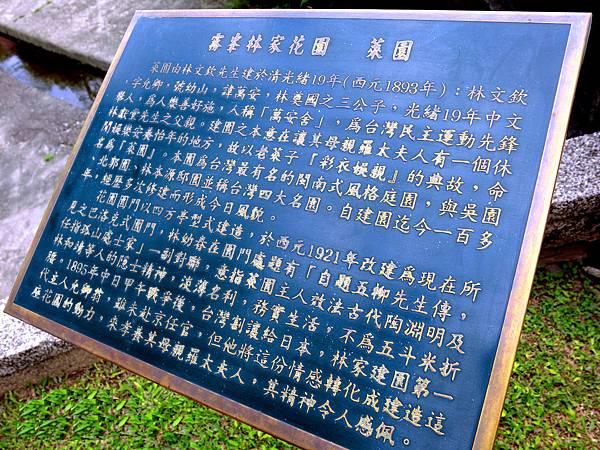 霧峯林家花園　萊園
萊園由林文欽先生建於清光緒19年(西元1893年)：林文欽
，字允卿，號幼山，諱萬安，林奠國之三公子，光緒19年中文
舉人，為人樂善好施，人稱「萬安舍」，為台灣民主運動先鋒
林獻堂先生之父親。建園之本意在讓其母親羅太夫人有一個休
閒娛樂安養怡年的地方，故以老萊子『彩衣娛親』的典故，命
名為「萊園」。本園為台灣最有名的閩南式風格庭園，與吳園
、北郭園、林本源邸園並稱台灣四大名園。自建園迄今一百多
年，經歷多次修建而形成今日風貌。
花園園門以四方亭型式建造，於西元1921年改建為現在所
見之巴洛克式園門，林幼春在園門處題有「自題五柳先生傳，
任指孤山處士家」一副對聯，意指萊園主人效法古代陶淵明及
林和靖等人的隱士精神，淡薄名利，務實生活，不為五斗米折
腰。1895年中日甲午戰爭後，台灣割讓給日本，林家建園第一
代主人允卿翁，雖未赴京任官，但他將這份情感轉化成建造這
座花園的動力，來孝養其母親羅太夫人，其精神令人感佩。